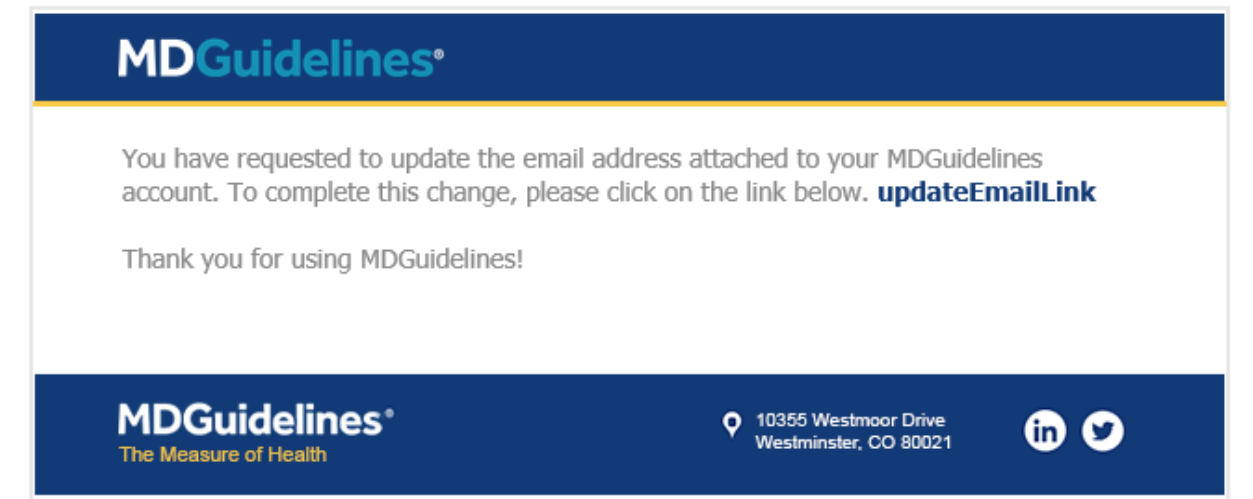 MDGuidelines®
You have requested to update the email address attached to your MDGuidelines
account. To complete this change, please click on the link below. updateEmailLink
Thank you for using MDGuidelines!
MDGuidelines®
The Measure of Health
10355 Westmoor Drive
Westminster, CO 80021
in